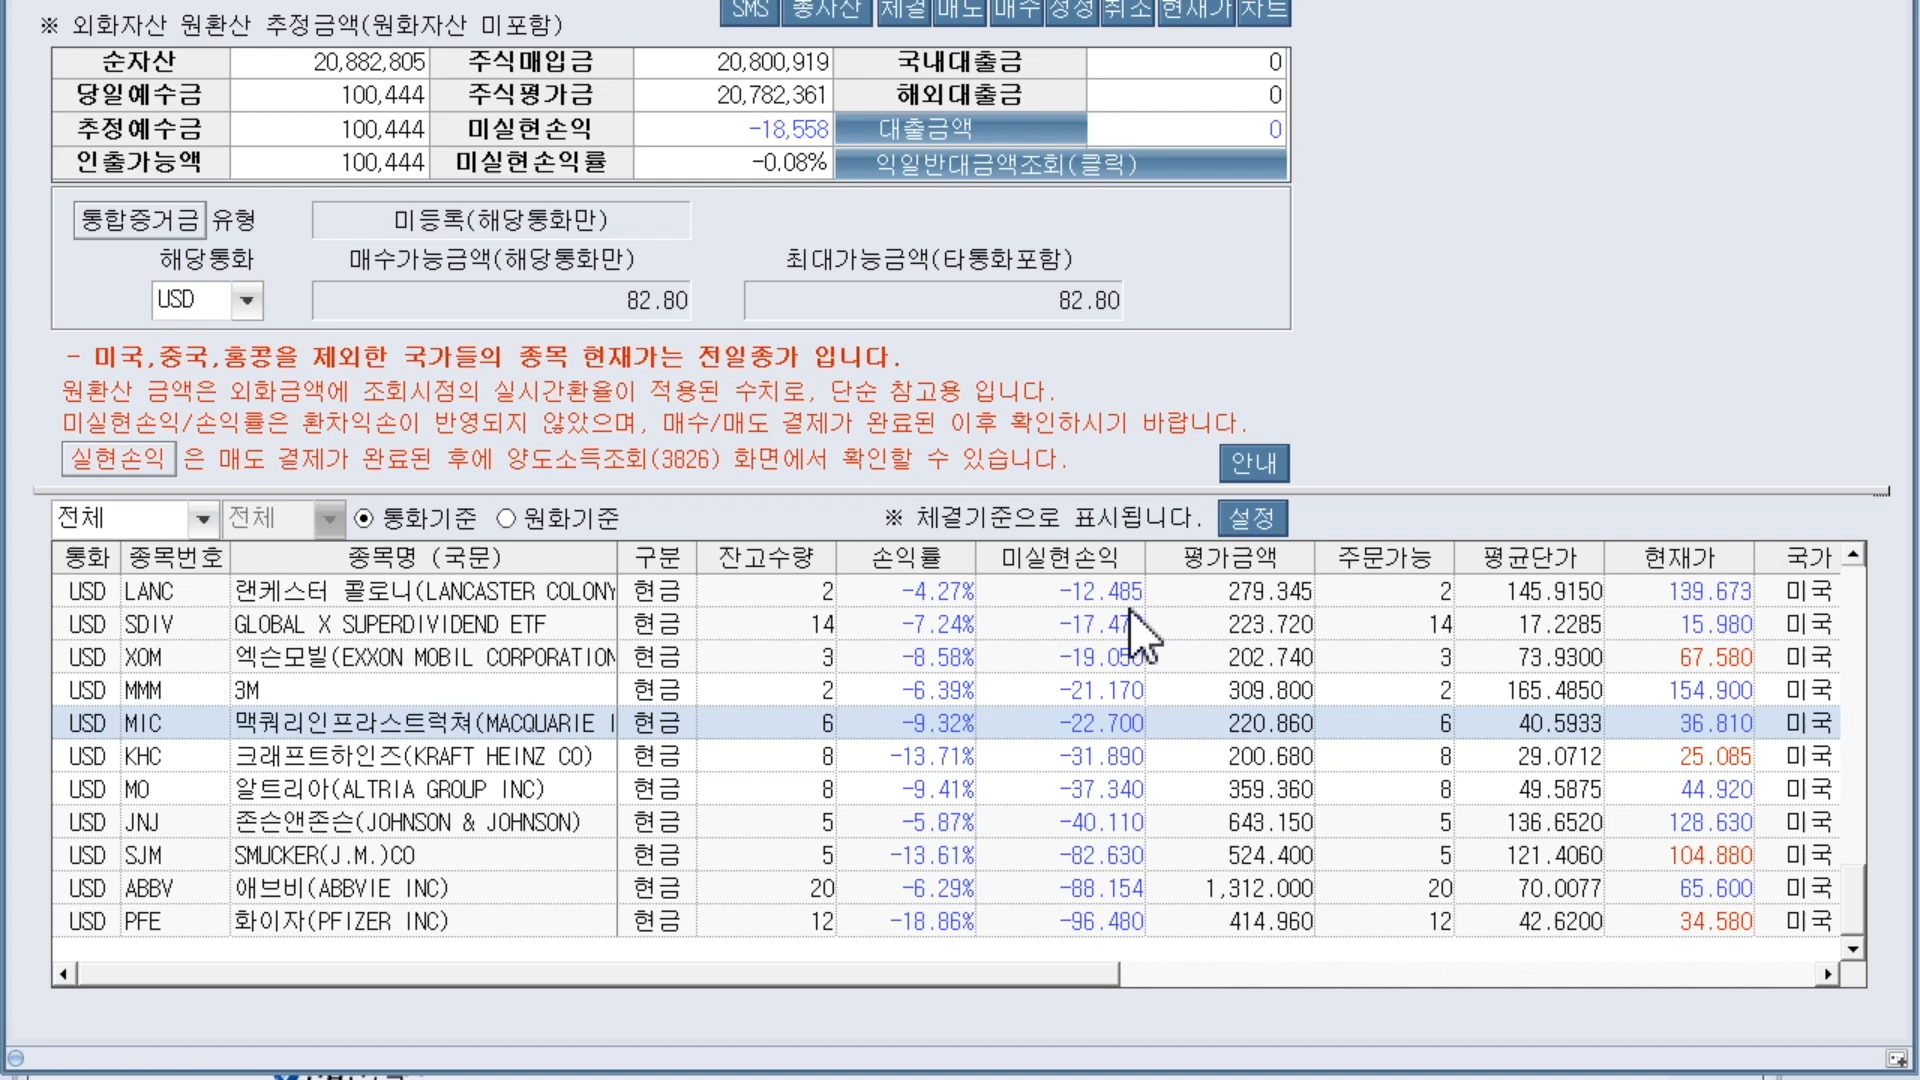 SMS 총자산 체결 매도 매수 정정 취소 현재가 차트
※ 외화자산 원환산 추정금액(원화자산 미포함)
순자산 20,882,805 주식매입금 20,800,919 국내대출금 0
당일예수금 100,444 주식평가금 20,782,361 해외대출금 0
추정예수금 100,444 미실현손익 -18,558 대출금액 0
인출가능액 100,444 미실현손익률 -0.08% 익일반대금액조회(클릭)
통합증거금 유형 미등록(해당통화만)
해당통화 매수가능금액(해당통화만) 최대가능금액(타통화포함)
USD 82.80 82.80
- 미국,중국,홍콩을 제외한 국가들의 종목 현재가는 전일종가 입니다.
원환산 금액은 외화금액에 조회시점의 실시간환율이 적용된 수치로, 단순 참고용 입니다.
미실현손익/손익률은 환차익손이 반영되지 않았으며, 매수/매도 결제가 완료된 이후 확인하시기 바랍니다.
실현손익 은 매도 결제가 완료된 후에 양도소득조회(3826) 화면에서 확인할 수 있습니다. 안내
전체 전체 통화기준 원화기준 ※ 체결기준으로 표시됩니다. 설정
통화 종목번호 종목명 (국문) 구분 잔고수량 손익률 미실현손익 평가금액 주문가능 평균단가 현재가 국가
USD LANC 랜케스터 콜로니(LANCASTER COLONY 현금 2 -4.27% -12.485 279.345 2 145.9150 139.673 미국
USD SDIV GLOBAL X SUPERDIVIDEND ETF 현금 14 -7.24% -17.47 223.720 14 17.2285 15.980 미국
USD XOM 엑슨모빌(EXXON MOBIL CORPORATION 현금 3 -8.58% -19.050 202.740 3 73.9300 67.580 미국
USD MMM 3M 현금 2 -6.39% -21.170 309.800 2 165.4850 154.900 미국
USD MIC 맥쿼리인프라스트럭쳐(MACQUARIE I 현금 6 -9.32% -22.700 220.860 6 40.5933 36.810 미국
USD KHC 크래프트하인즈(KRAFT HEINZ CO) 현금 8 -13.71% -31.890 200.680 8 29.0712 25.085 미국
USD MO 알트리아(ALTRIA GROUP INC) 현금 8 -9.41% -37.340 359.360 8 49.5875 44.920 미국
USD JNJ 존슨앤존슨(JOHNSON & JOHNSON) 현금 5 -5.87% -40.110 643.150 5 136.6520 128.630 미국
USD SJM SMUCKER(J.M.)CO 현금 5 -13.61% -82.630 524.400 5 121.4060 104.880 미국
USD ABBV 애브비(ABBVIE INC) 현금 20 -6.29% -88.154 1,312.000 20 70.0077 65.600 미국
USD PFE 화이자(PFIZER INC) 현금 12 -18.86% -96.480 414.960 12 42.6200 34.580 미국